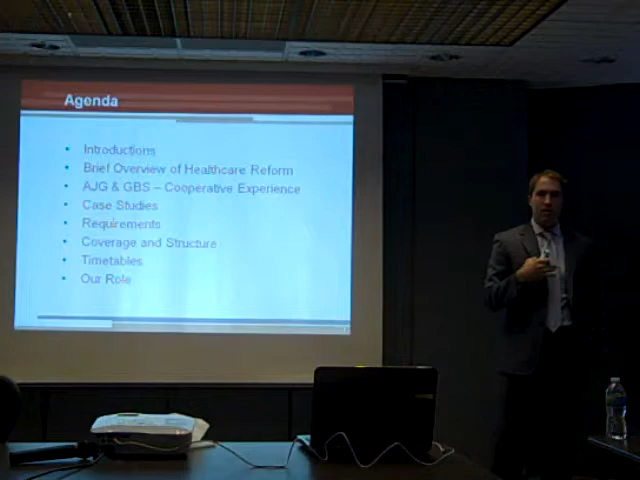 Agenda
• Introductions
• Brief Overview of Healthcare Reform
• AJG & GBS – Cooperative Experience
• Case Studies
• Requirements
• Coverage and Structure
• Timetables
• Our Role